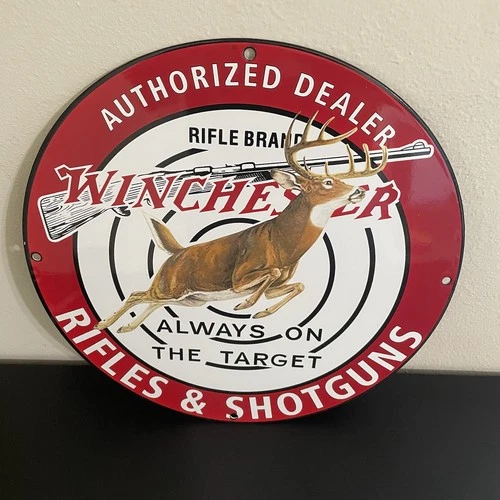 AUTHORIZED DEALER
RIFLE BRAND
WINCHESTER
ALWAYS ON
THE TARGET
RIFLES & SHOTGUNS